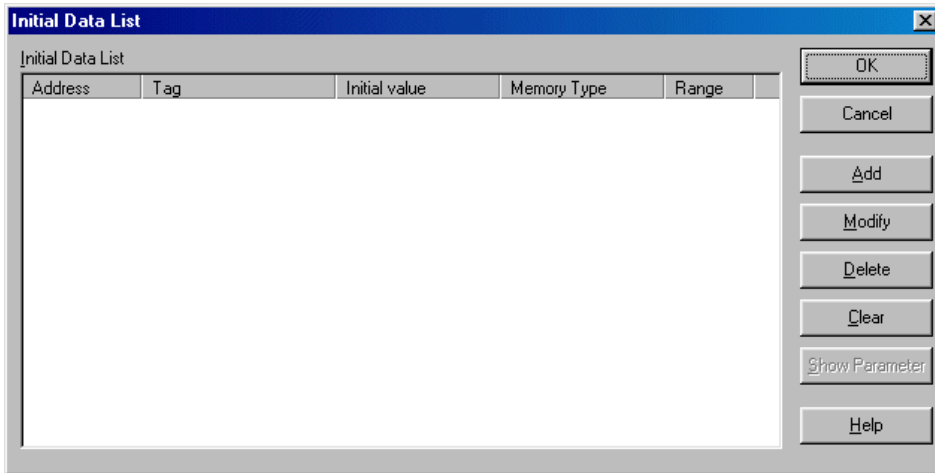 Initial Data List
Initial Data List
Address Tag Initial value Memory Type Range
OK
Cancel
Add
Modify
Delete
Clear
Show Parameter
Help